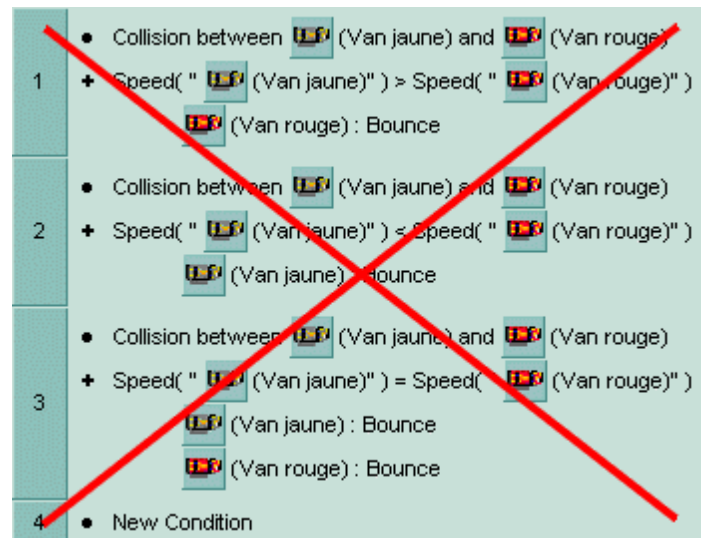 Collision between (Van jaune) and (Van rouge)
1 + Speed( " (Van jaune)" ) > Speed( " (Van rouge)" )
(Van rouge) : Bounce
Collision between (Van jaune) and (Van rouge)
2 + Speed( " (Van jaune)" ) < Speed( " (Van rouge)" )
(Van jaune) : Bounce
Collision between (Van jaune) and (Van rouge)
+ Speed( " (Van jaune)" ) = Speed( " (Van rouge)" )
3
(Van jaune) : Bounce
(Van rouge) : Bounce
4 New Condition